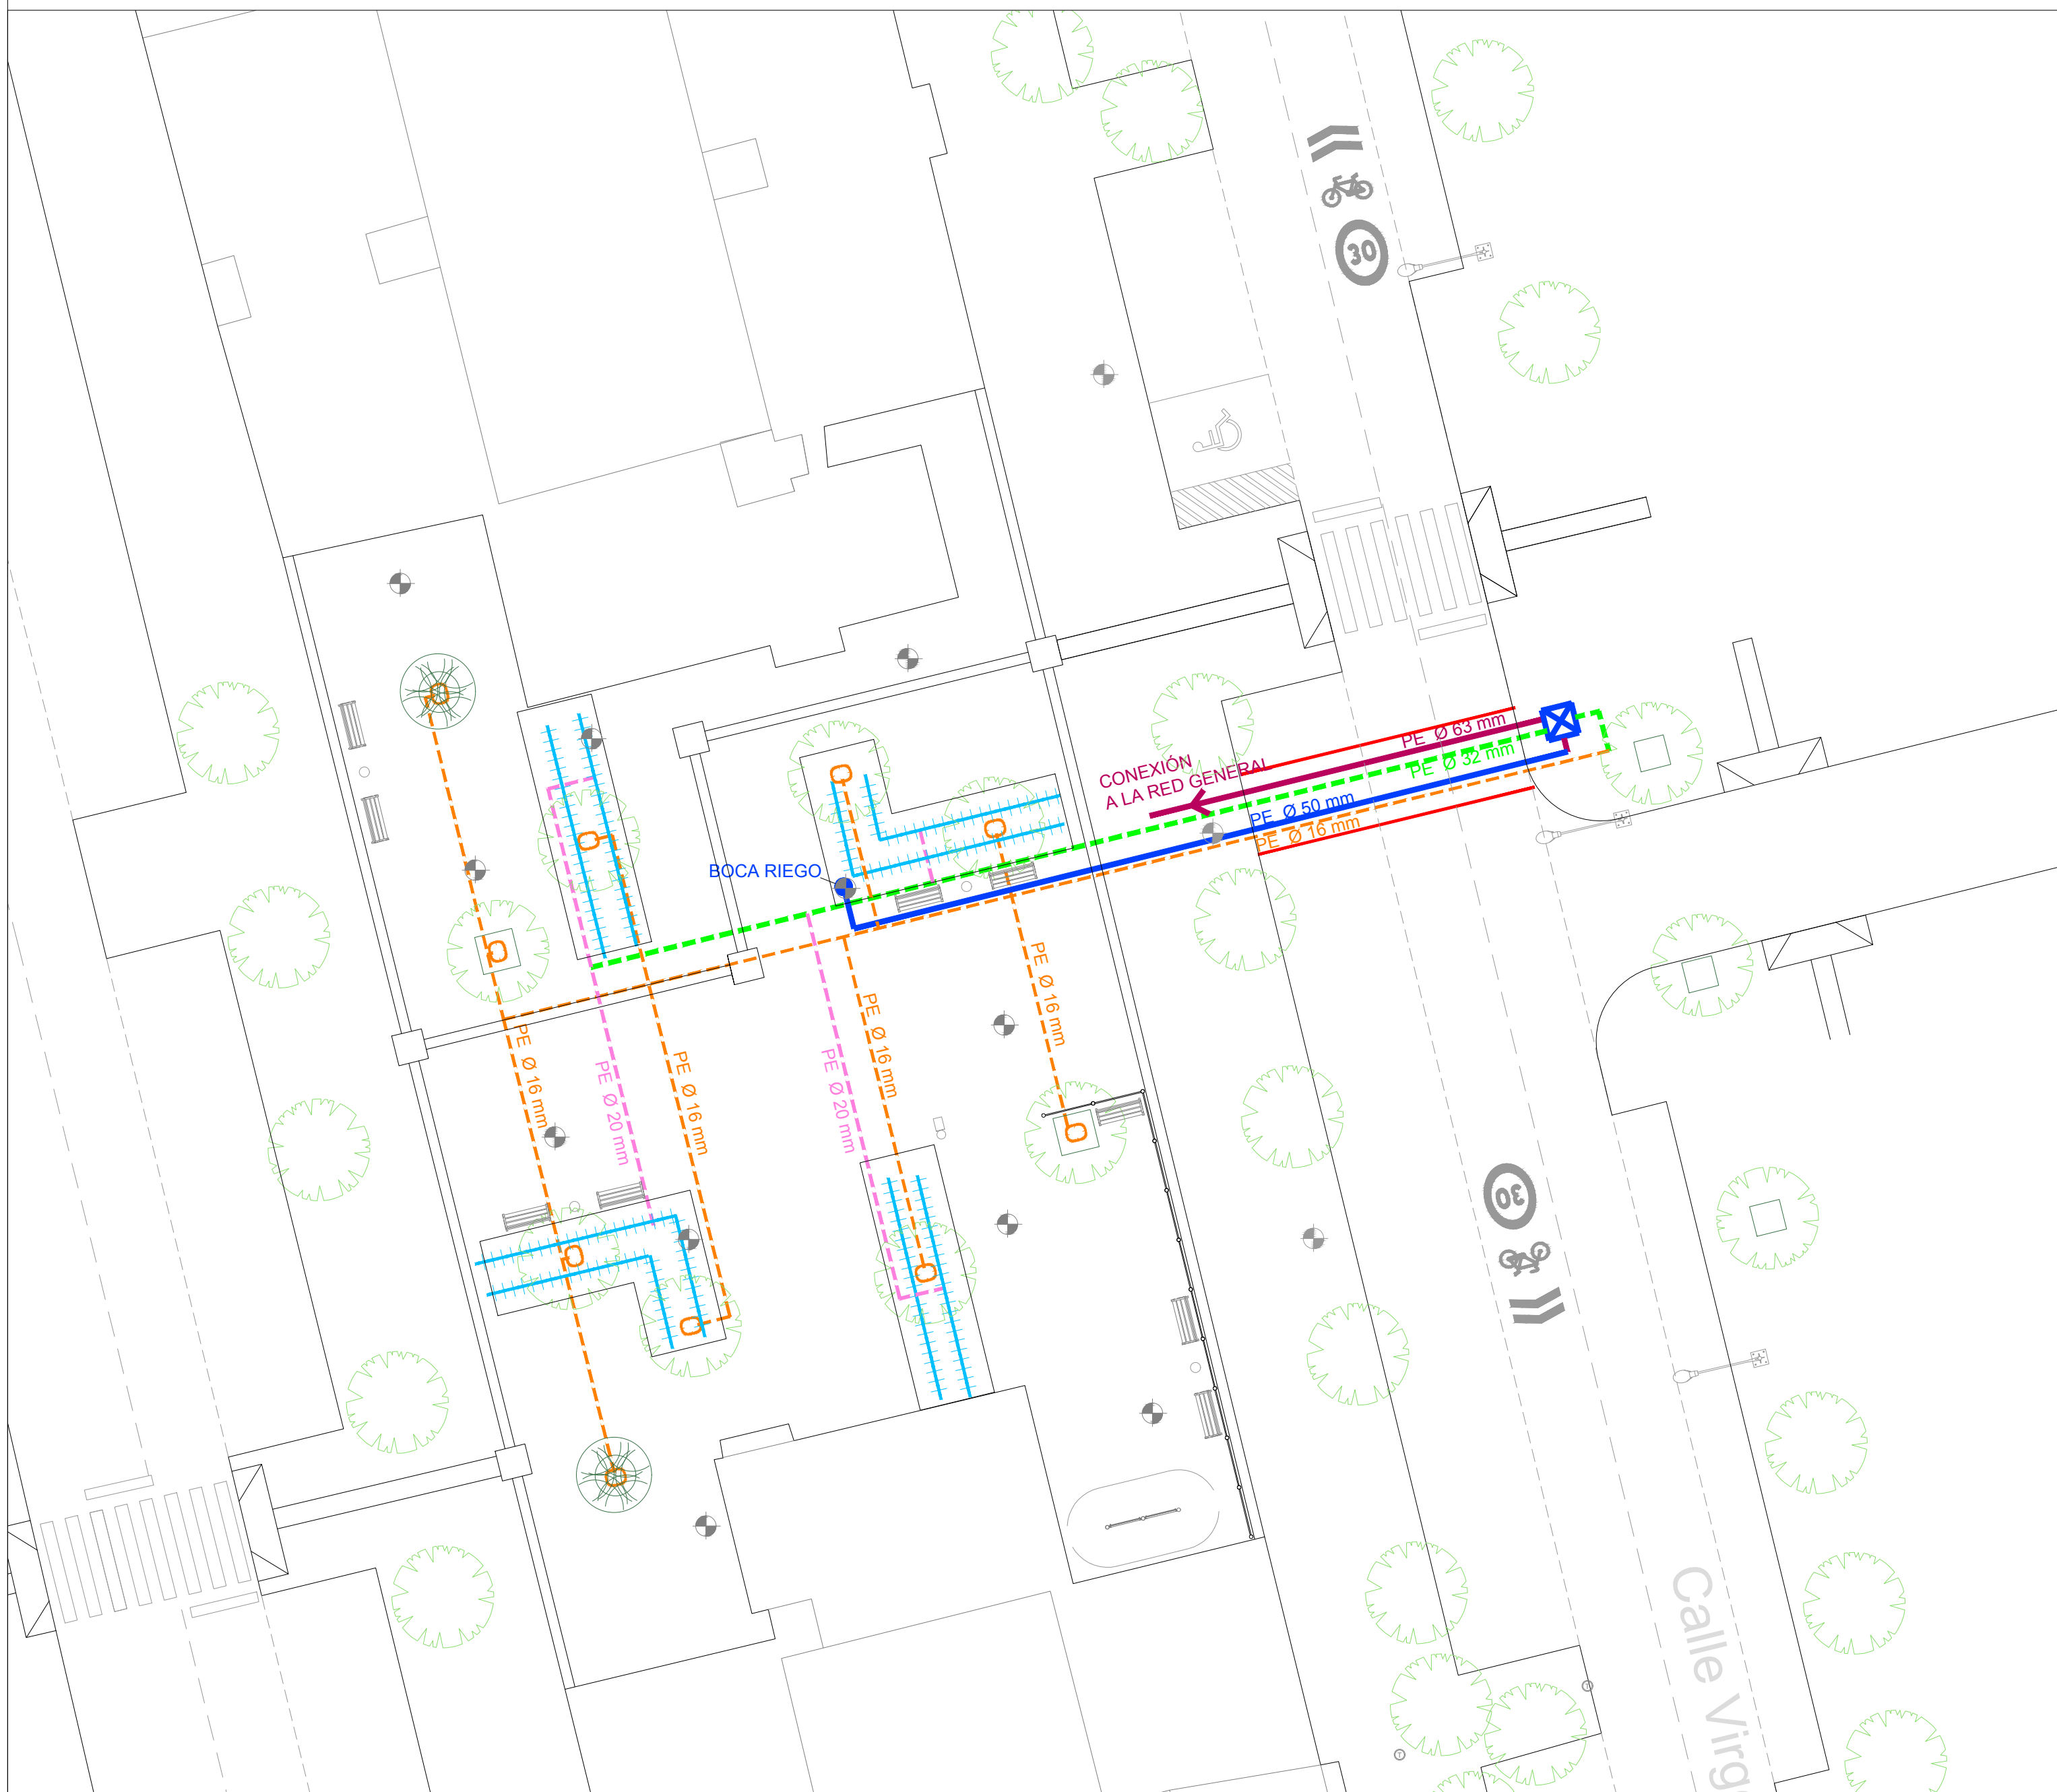 30
PE Ø 63 mm
CONEXIÓN
A LA RED GENERAL
PE Ø 32 mm
PE Ø 50 mm
PE Ø 16 mm
BOCA RIEGO
PE Ø 16 mm
PE Ø 16 mm
PE Ø 16 mm
PE Ø 20 mm
PE Ø 16 mm
PE Ø 20 mm
30
Calle Virg
T
T